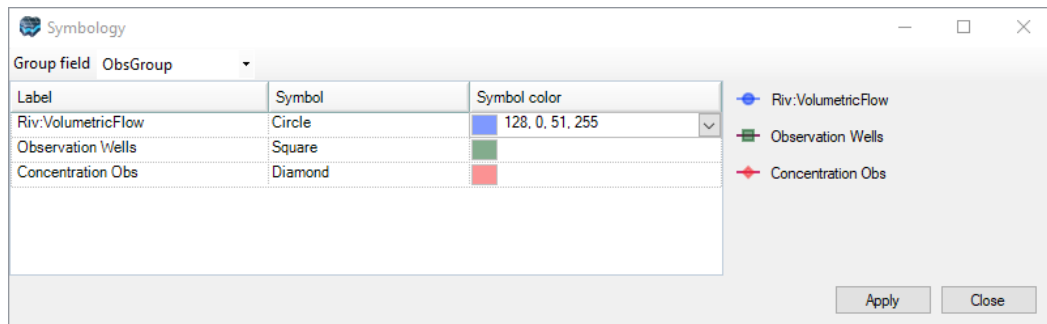 Symbology
Group field ObsGroup
Label Symbol Symbol color
Riv:VolumetricFlow Circle 128, 0, 51, 255
Observation Wells Square
Concentration Obs Diamond
Riv:VolumetricFlow
Observation Wells
Concentration Obs
Apply Close